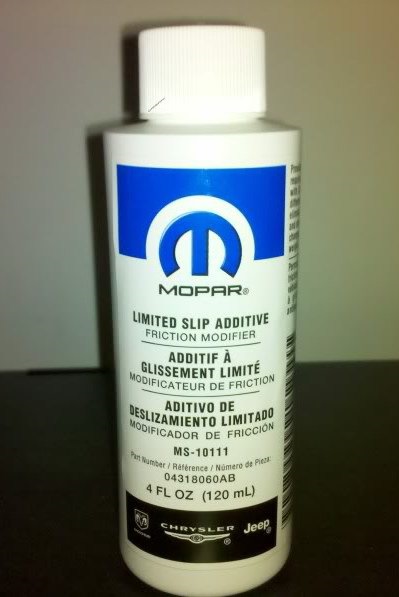 MOPAR®
LIMITED SLIP ADDITIVE
FRICTION MODIFIER
ADDITIF À
GLISSEMENT LIMITÉ
MODIFICATEUR DE FRICTION
ADITIVO DE
DESLIZAMIENTO LIMITADO
MODIFICADOR DE FRICCIÓN
MS-10111
Part Number / Référence / Número de Pieza:
04318060AB
4 FL OZ (120 mL)
CHRYSLER ®
Jeep®